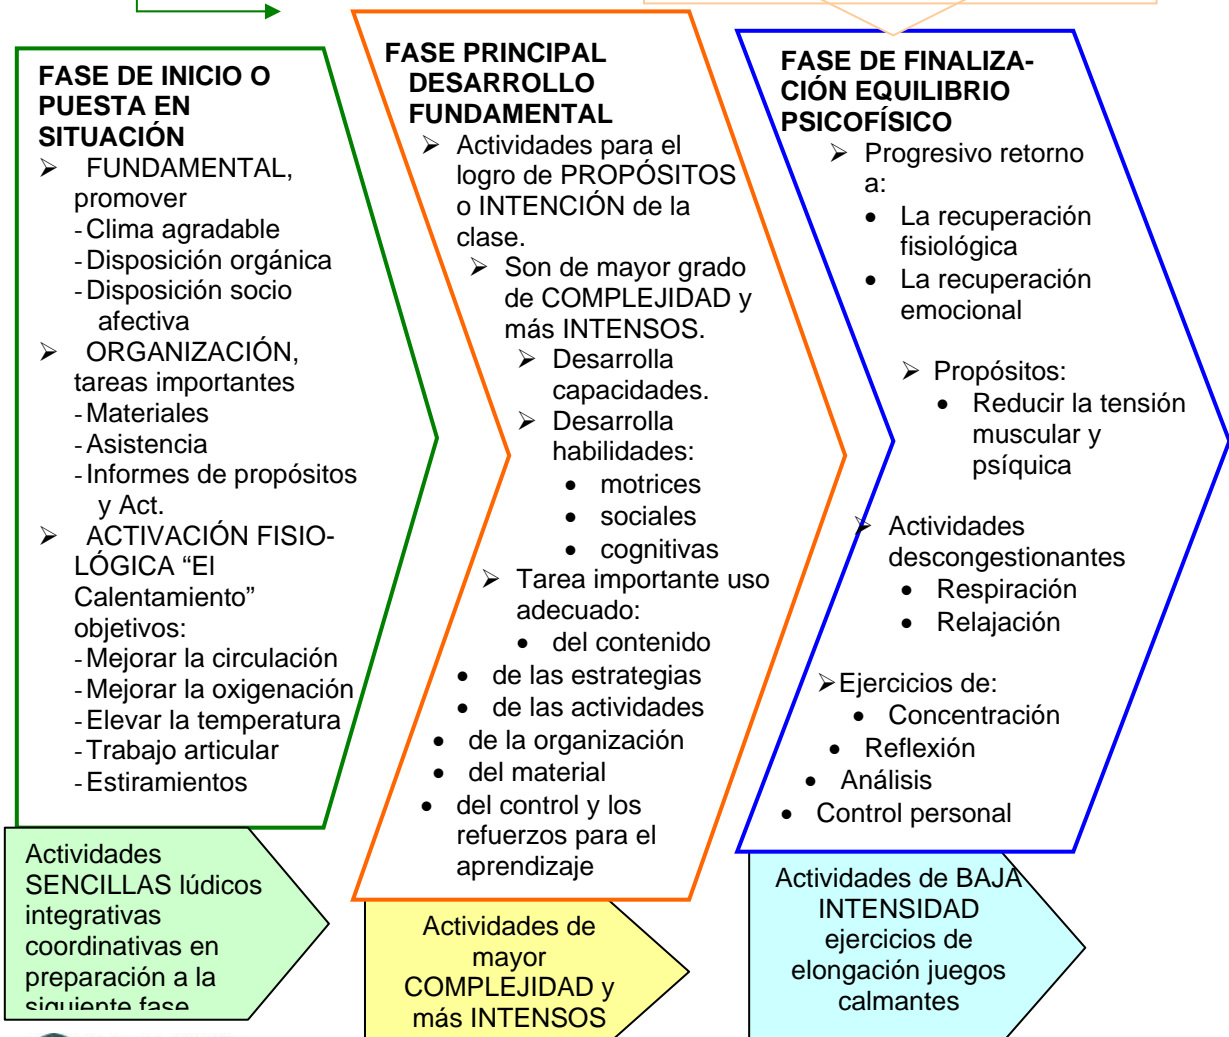 FASE DE INICIO O
PUESTA EN
SITUACIÓN
➢ FUNDAMENTAL,
promover
- Clima agradable
- Disposición orgánica
- Disposición socio
afectiva
➢ ORGANIZACIÓN,
tareas importantes
- Materiales
- Asistencia
- Informes de propósitos
y Act.
➢ ACTIVACIÓN FISIO-
LÓGICA “El
Calentamiento”
objetivos:
- Mejorar la circulación
- Mejorar la oxigenación
- Elevar la temperatura
- Trabajo articular
- Estiramientos
Actividades
SENCILLAS lúdicos
integrativas
coordinativas en
preparación a la
siguiente fase
FASE PRINCIPAL
DESARROLLO
FUNDAMENTAL
➢ Actividades para el
logro de PROPÓSITOS
o INTENCIÓN de la
clase.
➢ Son de mayor grado
de COMPLEJIDAD y
más INTENSOS.
➢ Desarrolla
capacidades.
➢ Desarrolla
habilidades:
• motrices
• sociales
• cognitivas
➢ Tarea importante uso
adecuado:
• del contenido
• de las estrategias
• de las actividades
• de la organización
• del material
• del control y los
refuerzos para el
aprendizaje
Actividades de
mayor
COMPLEJIDAD y
más INTENSOS
FASE DE FINALIZA-
CIÓN EQUILIBRIO
PSICOFÍSICO
➢ Progresivo retorno
a:
• La recuperación
fisiológica
• La recuperación
emocional
➢ Propósitos:
• Reducir la tensión
muscular y
psíquica
➢ Actividades
descongestionantes
• Respiración
• Relajación
➢ Ejercicios de:
• Concentración
• Reflexión
• Análisis
• Control personal
Actividades de BAJA
INTENSIDAD
ejercicios de
elongación juegos
calmantes